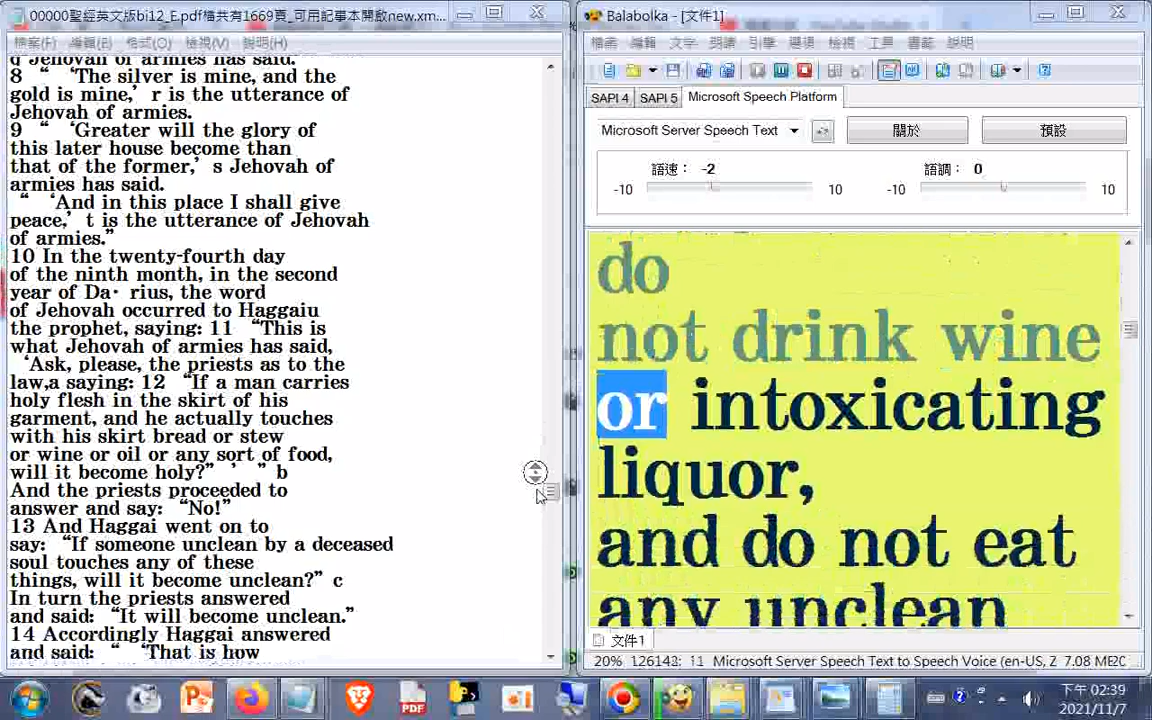 00000聖經英文版bi12_E.pdf檔共有1669頁_可用記事本開啟new.xm...
檔案(F) 編輯(E) 格式(O) 檢視(V) 說明(H)
q Jehovah of armies has said.
8 “ ‘The silver is mine, and the
gold is mine,’ r is the utterance of
Jehovah of armies.
9 “ ‘Greater will the glory of
this later house become than
that of the former,’ s Jehovah of
armies has said.
“ ‘And in this place I shall give
peace,’ t is the utterance of Jehovah
of armies.”
10 In the twenty-fourth day
of the ninth month, in the second
year of Da· rius, the word
of Jehovah occurred to Haggaiu
the prophet, saying: 11 “This is
what Jehovah of armies has said,
‘Ask, please, the priests as to the
law,a saying: 12 “If a man carries
holy flesh in the skirt of his
garment, and he actually touches
with his skirt bread or stew
or wine or oil or any sort of food,
will it become holy?” ’ ” b
And the priests proceeded to
answer and say: “No!”
13 And Haggai went on to
say: “If someone unclean by a deceased
soul touches any of these
things, will it become unclean?” c
In turn the priests answered
and said: “It will become unclean.”
14 Accordingly Haggai answered
and said: “ ‘That is how
Balabolka - [文件1]
檔案 編輯 文字 朗讀 引擎 選項 檢視 工具 書籤 說明
SAPI 4 SAPI 5 Microsoft Speech Platform
Microsoft Server Speech Text 關於 預設
語速： -2 語調： 0
-10 10 -10 10
do
not drink wine
or intoxicating
liquor,
and do not eat
any unclean
文件1
20% 126142: 11 Microsoft Server Speech Text to Speech Voice (en-US, Z 7.08 ME
PDF
下午 02:39
2021/11/7